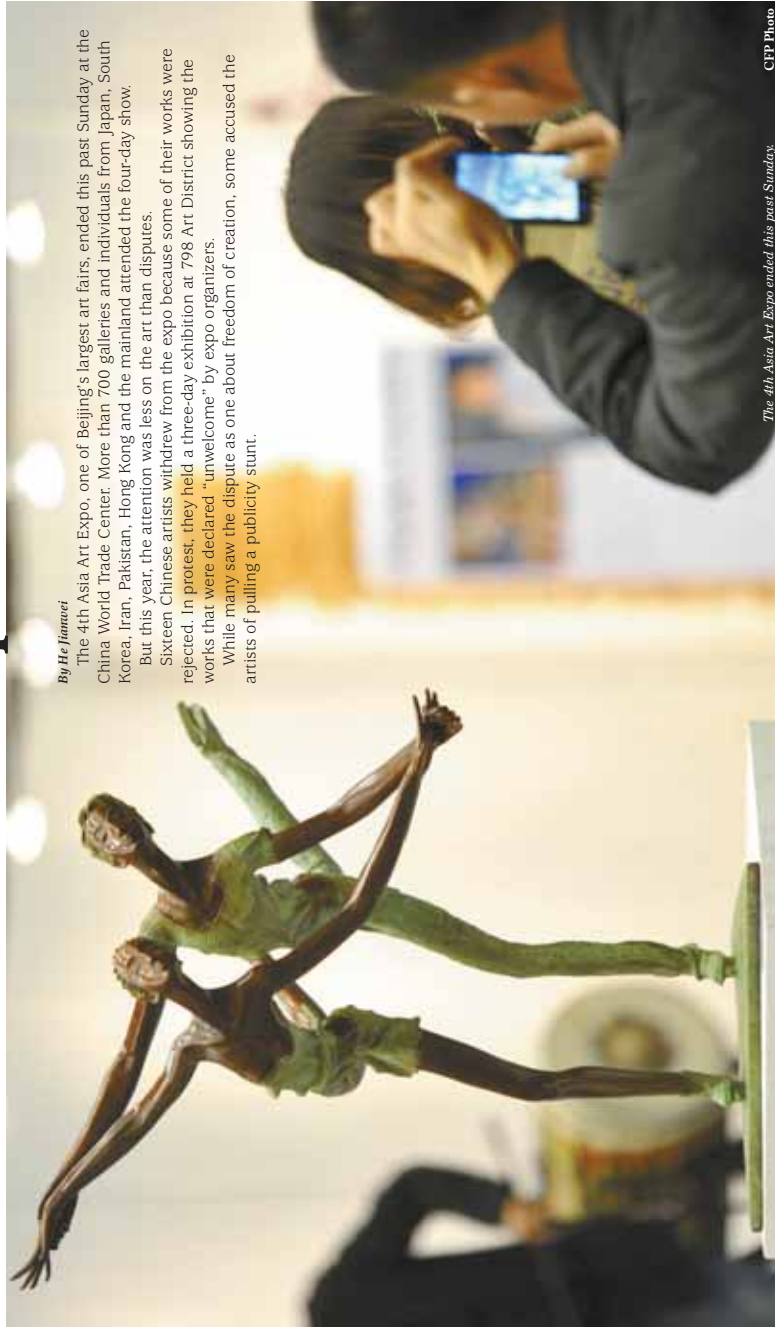 By He Jianwei
The 4th Asia Art Expo, one of Beijing's largest art fairs, ended this past Sunday at the
China World Trade Center. More than 700 galleries and individuals from Japan, South
Korea, Iran, Pakistan, Hong Kong and the mainland attended the four-day show.
But this year, the attention was less on the art than disputes.
Sixteen Chinese artists withdrew from the expo because some of their works were
rejected. In protest, they held a three-day exhibition at 798 Art District showing the
works that were declared “unwelcome” by expo organizers.
While many saw the dispute as one about freedom of creation, some accused the
artists of pulling a publicity stunt.
The 4th Asia Art Expo ended this past Sunday.
CFP Photo